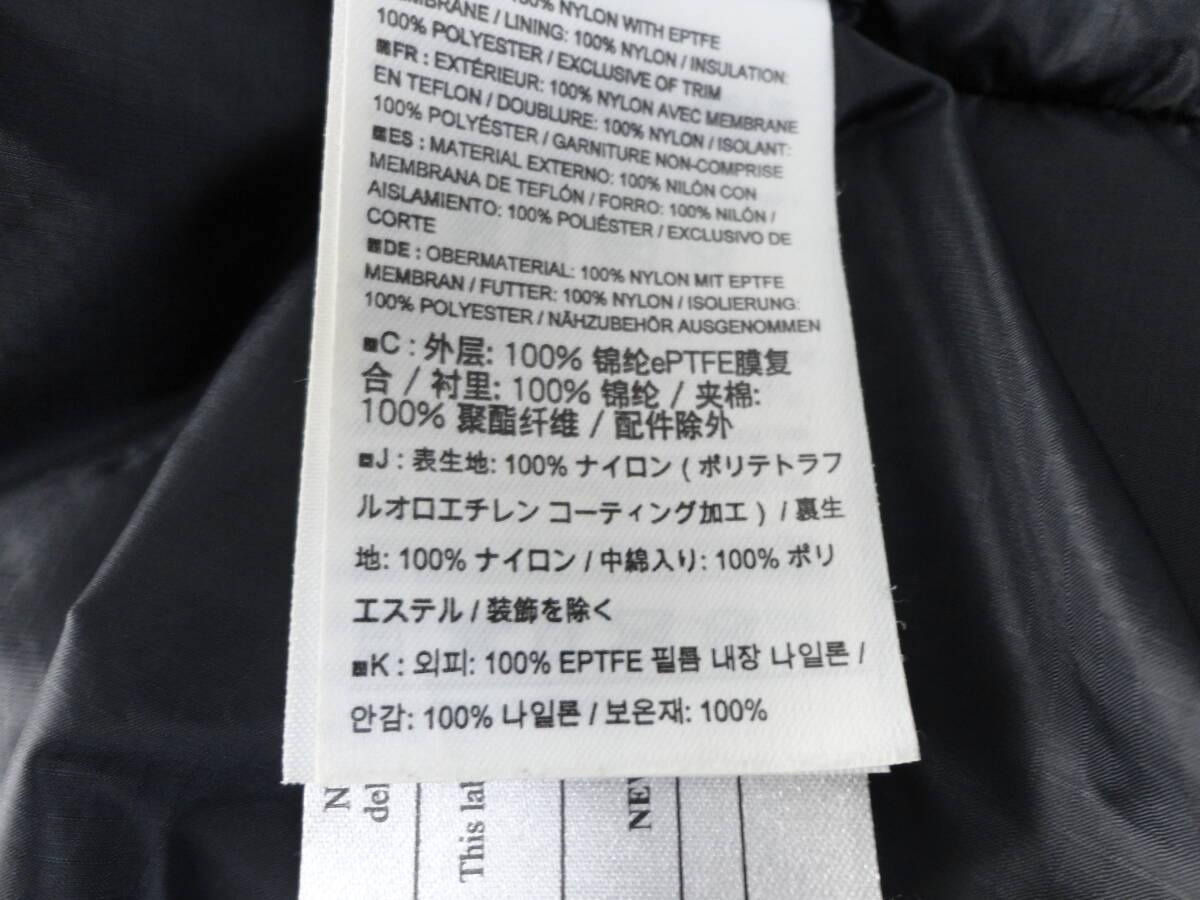 100% NYLON WITH EPTFE
MEMBRANE / LINING: 100% NYLON / INSULATION:
100% POLYESTER / EXCLUSIVE OF TRIM
■FR : EXTÉRIEUR: 100% NYLON AVEC MEMBRANE
EN TEFLON / DOUBLURE: 100% NYLON / ISOLANT:
100% POLYÉSTER / GARNITURE NON-COMPRISE
■ES : MATERIAL EXTERNO: 100% NILÓN CON
MEMBRANA DE TEFLÓN / FORRO: 100% NILÓN /
AISLAMIENTO: 100% POLIÉSTER / EXCLUSIVO DE
CORTE
■DE : OBERMATERIAL: 100% NYLON MIT EPTFE
MEMBRAN / FUTTER: 100% NYLON / ISOLIERUNG:
100% POLYESTER / NÄHZUBEHÖR AUSGENOMMEN
■C : 外层: 100% 锦纶ePTFE膜复
合 / 衬里: 100% 锦纶 / 夹棉:
100% 聚酯纤维 / 配件除外
■J : 表生地: 100% ナイロン ( ポリテトラフ
ルオロエチレン コーティング加工 ) / 裏生
地: 100% ナイロン / 中綿入り: 100% ポリ
エステル / 装飾を除く
■K : 외피: 100% EPTFE 필름 내장 나일론 /
안감: 100% 나일론 / 보온재: 100%
N
del
This lal
NEW